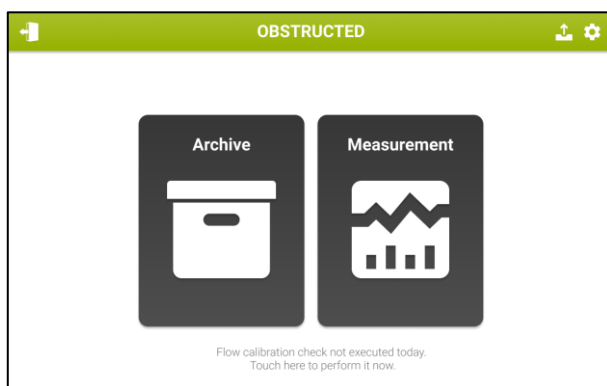 OBSTRUCTED
Archive
Measurement
Flow calibration check not executed today.
Touch here to perform it now.